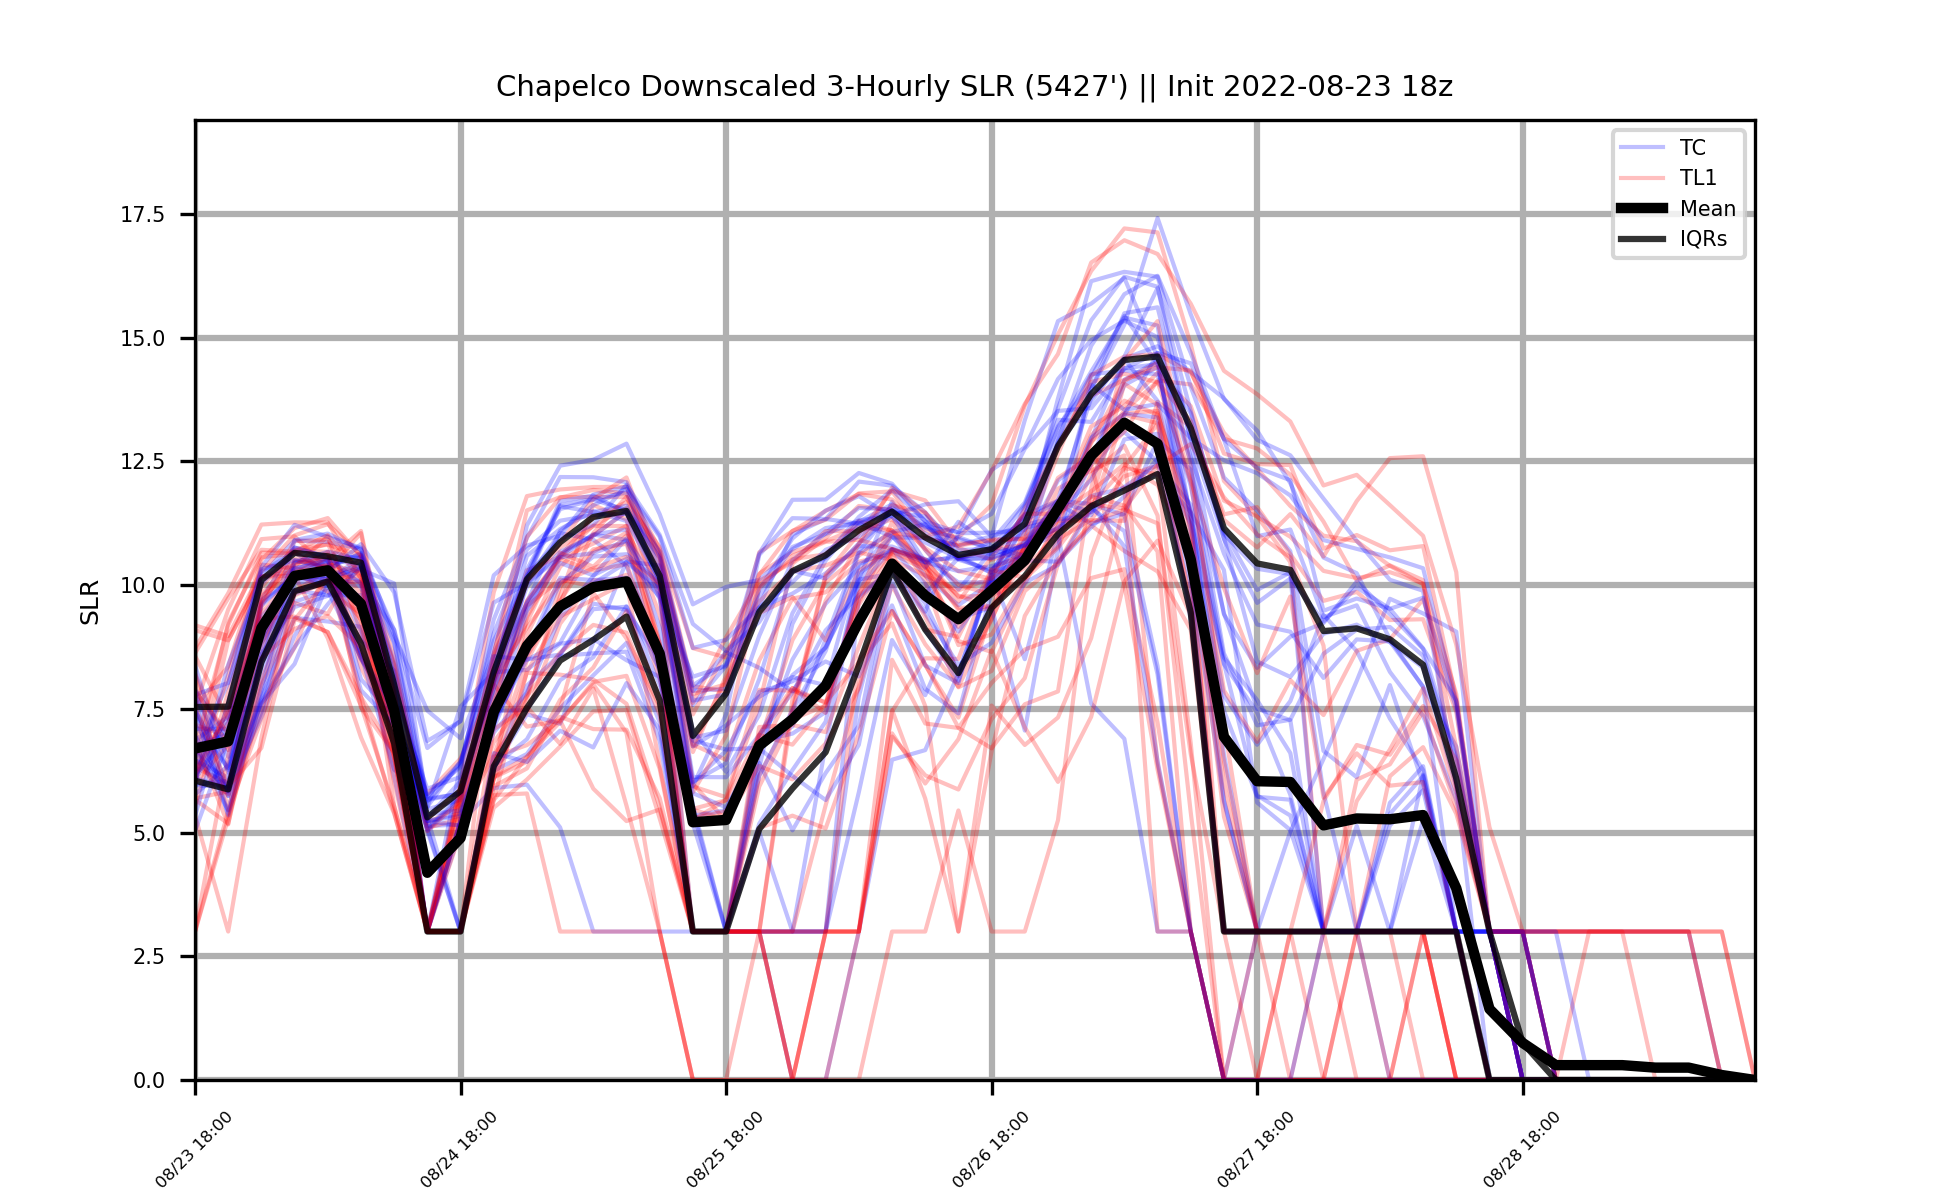 Chapelco Downscaled 3-Hourly SLR (5427') || Init 2022-08-23 18z
TC
TL1
Mean
IQRs
SLR
17.5
15.0
12.5
10.0
7.5
5.0
2.5
0.0
08/23 18:00
08/24 18:00
08/25 18:00
08/26 18:00
08/27 18:00
08/28 18:00